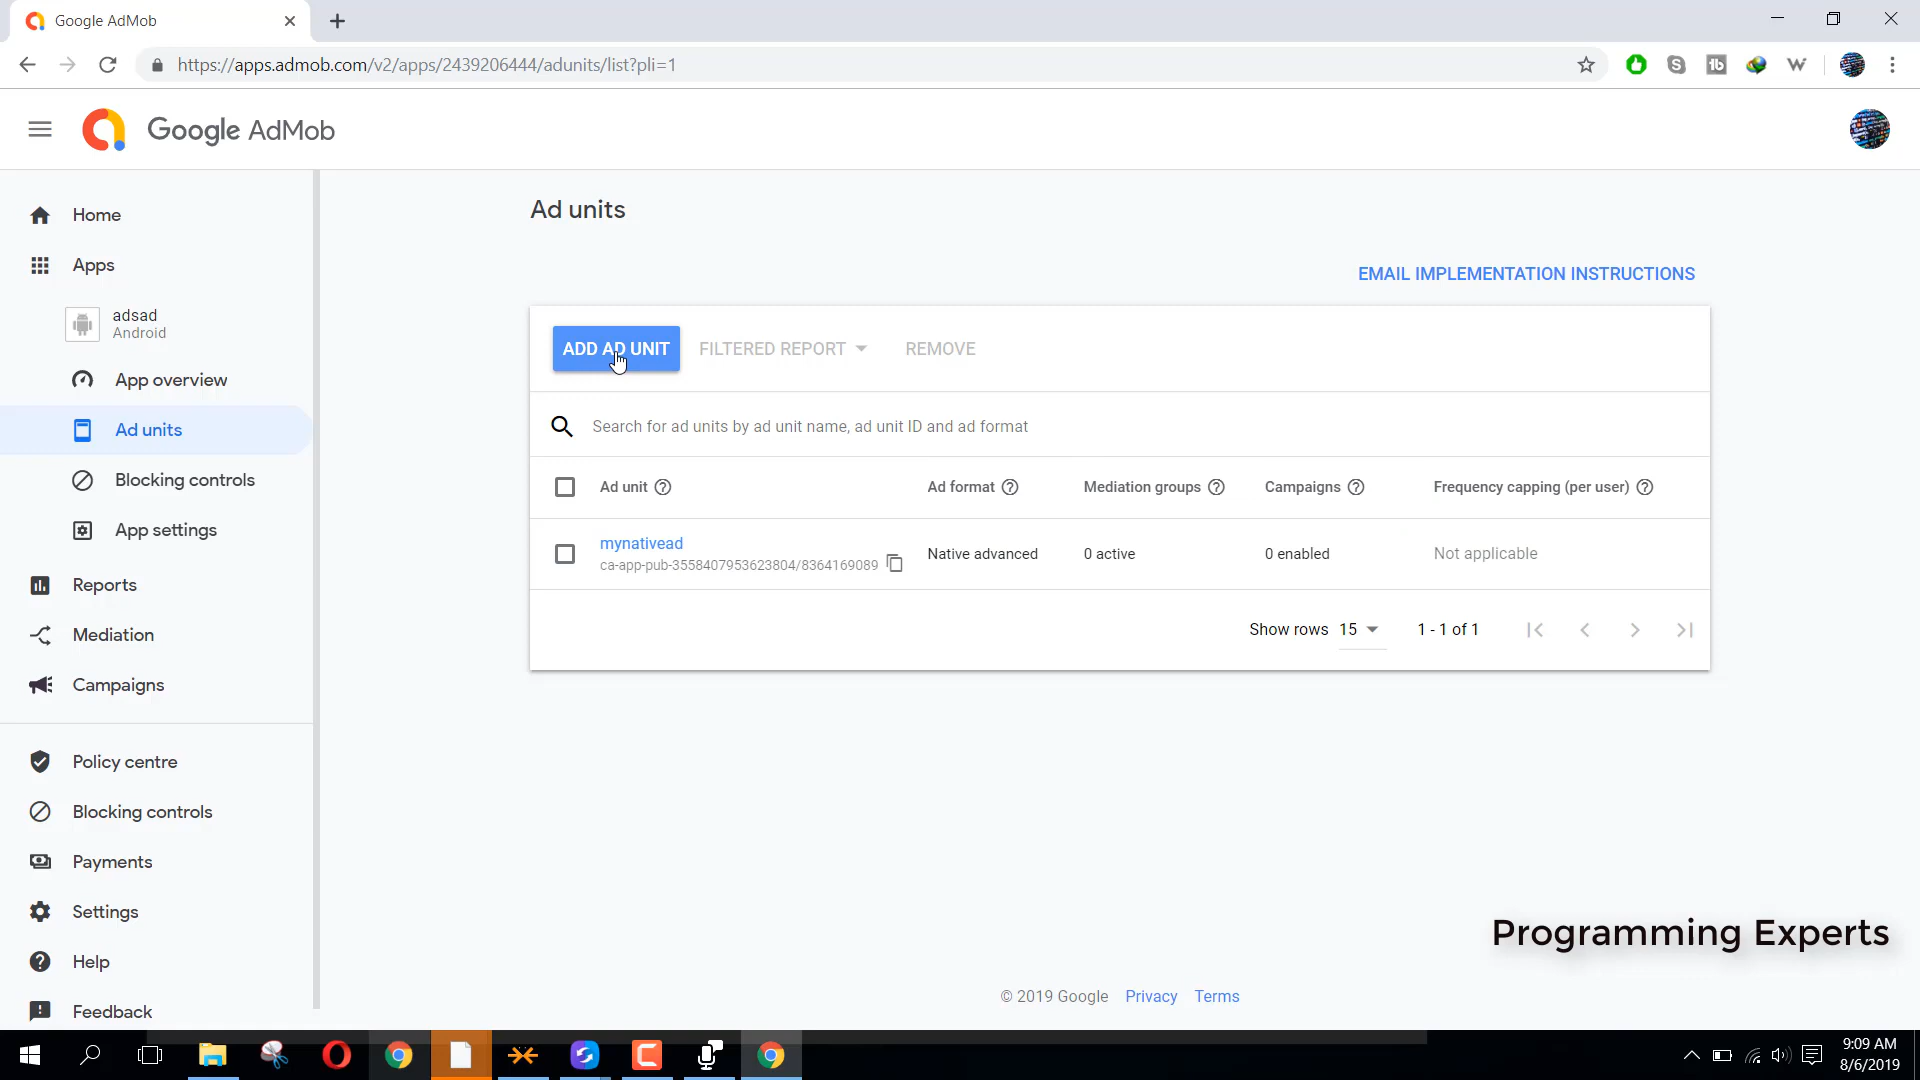 Google AdMob
https://apps.admob.com/v2/apps/2439206444/adunits/list?pli=1
Google AdMob
Home
Apps
adsad
Android
App overview
Ad units
Blocking controls
App settings
Reports
Mediation
Campaigns
Policy centre
Blocking controls
Payments
Settings
Help
Feedback
Ad units
EMAIL IMPLEMENTATION INSTRUCTIONS
ADD AD UNIT FILTERED REPORT REMOVE
Search for ad units by ad unit name, ad unit ID and ad format
Ad unit Ad format Mediation groups Campaigns Frequency capping (per user)
mynativead
ca-app-pub-3558407953623804/8364169089 Native advanced 0 active 0 enabled Not applicable
Show rows 15 1 - 1 of 1
Programming Experts
© 2019 Google Privacy Terms
9:09 AM
8/6/2019